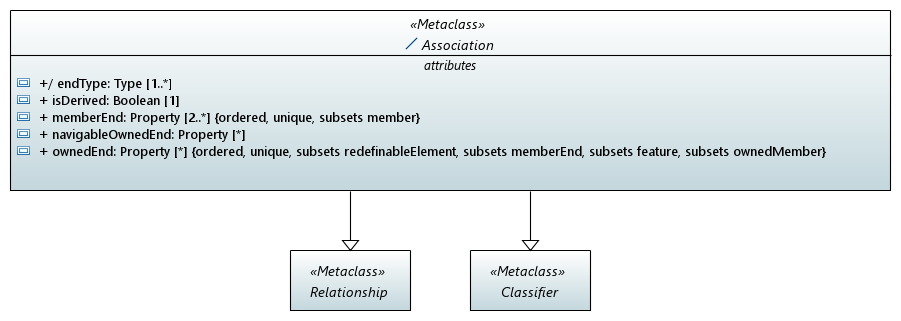 «Metaclass»
Association
attributes
+/ endType: Type [1..*]
+ isDerived: Boolean [1]
+ memberEnd: Property [2..*] {ordered, unique, subsets member}
+ navigableOwnedEnd: Property [*]
+ ownedEnd: Property [*] {ordered, unique, subsets redefinableElement, subsets memberEnd, subsets feature, subsets ownedMember}
«Metaclass» «Metaclass»
Relationship Classifier